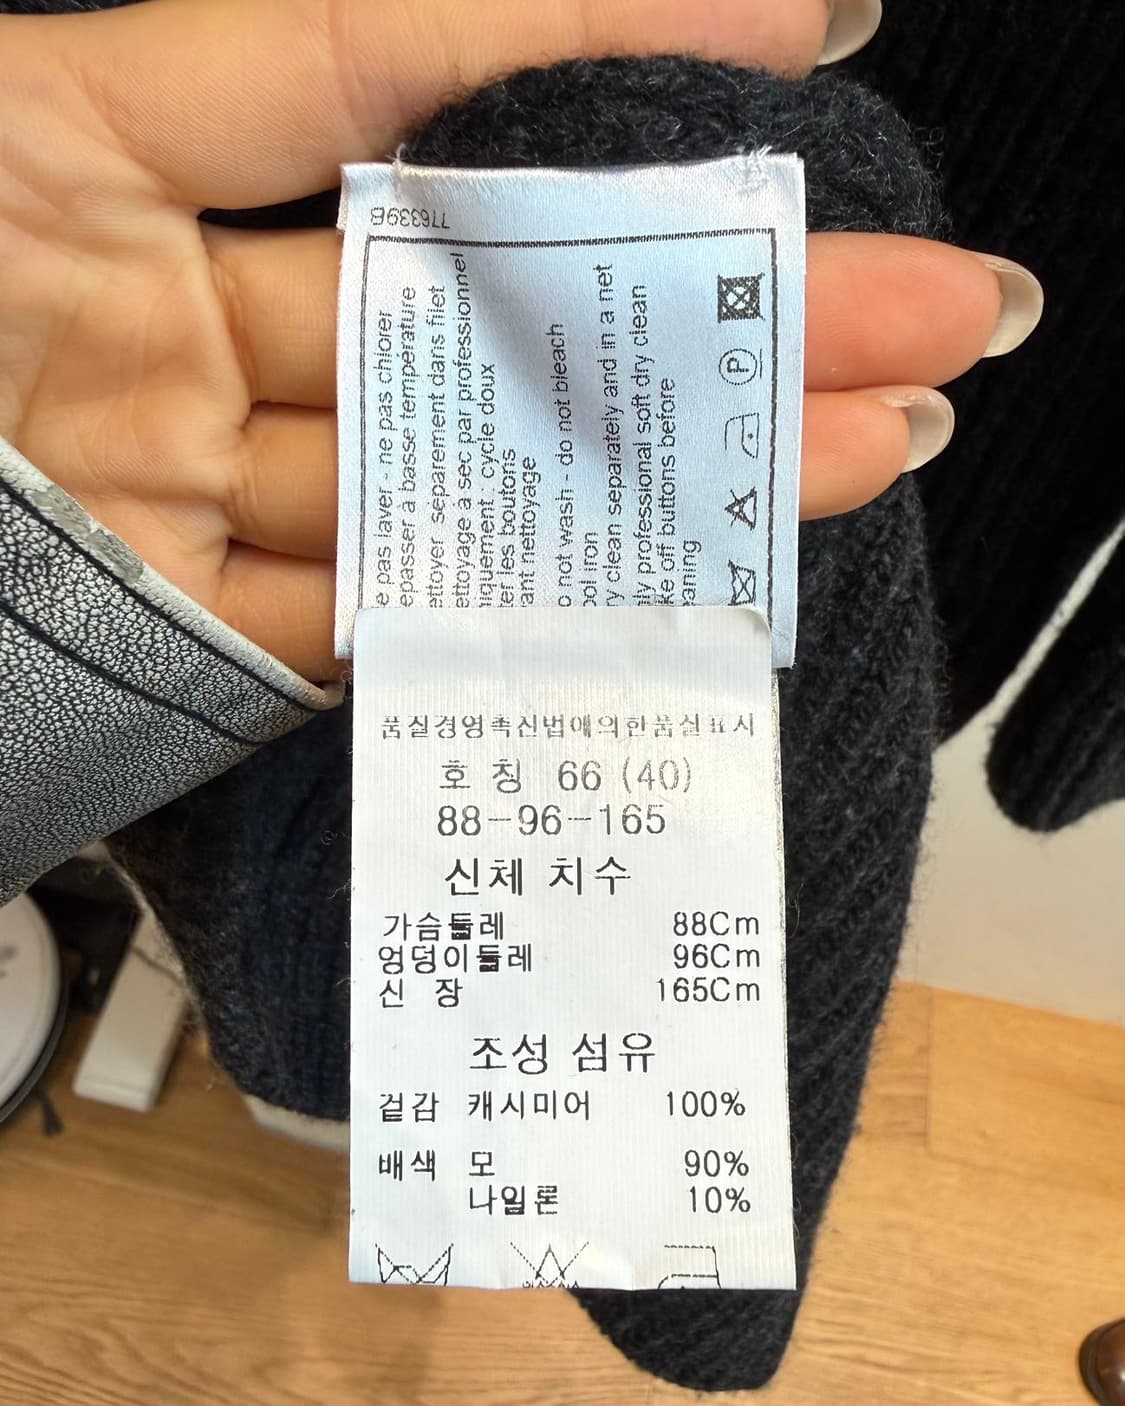 776339B
pas laver - ne pas chlorer
epasser à basse température
ettoyer separement dans filet
ettoyage à sec par professionnel
niquement, cycle doux
ter les boutons
ant nettoyage
o not wash - do not bleach
ool iron
ry clean separately and in a net
nly professional soft dry clean
ke off buttons before
eaning
P
품질경영촉진법에의한품질표시
호 칭 66 (40)
88-96-165
신체 치수
가슴둘레 88Cm
엉덩이둘레 96Cm
신 장 165Cm
조성 섬유
겉감 캐시미어 100%
배색 모 90%
나일론 10%